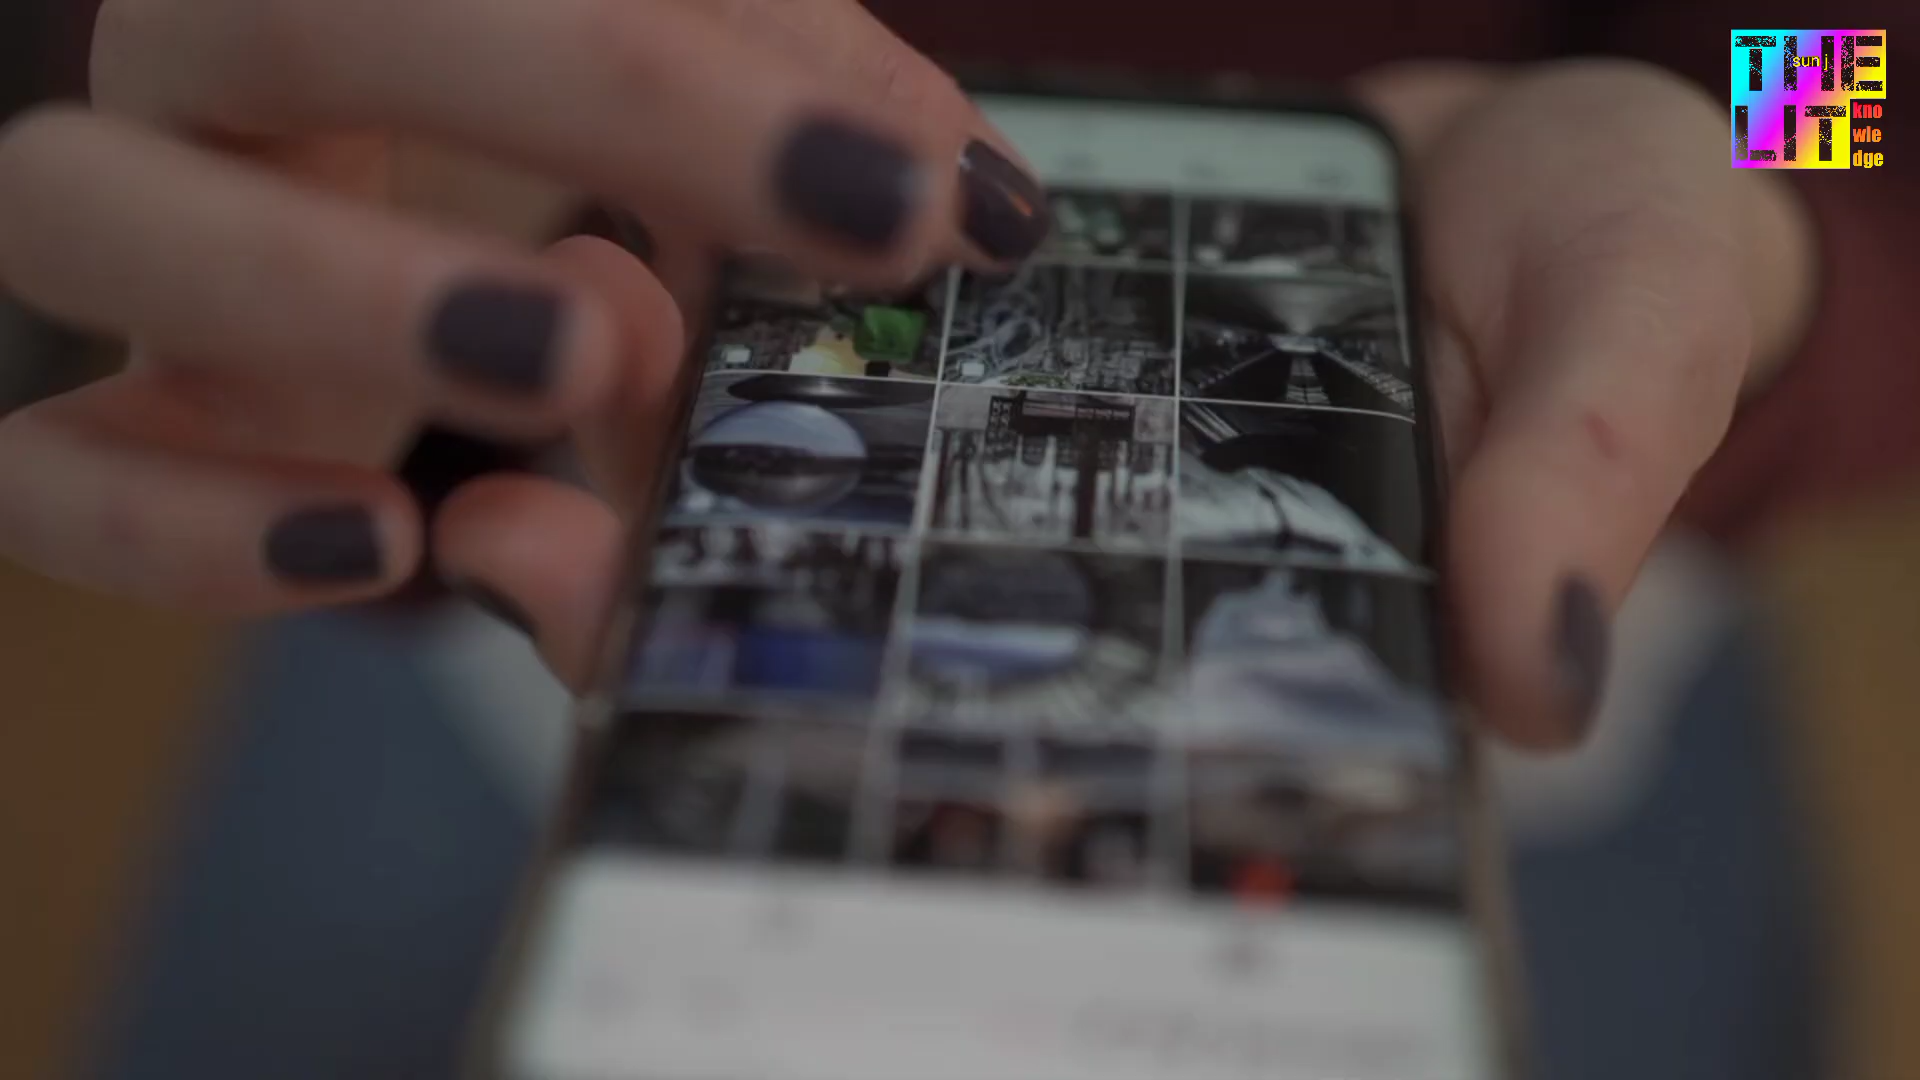 THE
sun j
LIT
kno
wle
dge